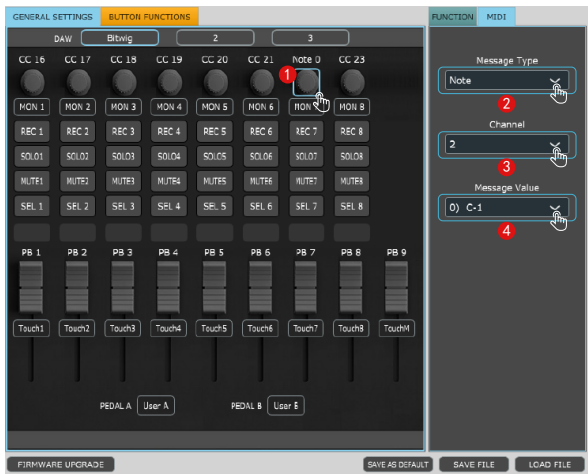 GENERAL SETTINGS BUTTON FUNCTIONS FUNCTION MIDI
DAW Bitwig 2 3
CC 16 CC 17 CC 18 CC 19 CC 20 CC 21 Note 0 CC 23
1
MON 1 MON 2 MON 3 MON 4 MON 5 MON 6 MON MON 8
REC 1 REC 2 REC 3 REC 4 REC 5 REC 6 REC 7 REC 8
SOLO1 SOLO2 SOLO3 SOLO4 SOLO5 SOLO6 SOLO7 SOLO8
MUTE1 MUTE2 MUTE3 MUTE4 MUTE5 MUTE6 MUTE7 MUTE8
SEL 1 SEL 2 SEL 3 SEL 4 SEL 5 SEL 6 SEL 7 SEL 8
PB 1 PB 2 PB 3 PB 4 PB 5 PB 6 PB 7 PB 8 PB 9
Touch1 Touch2 Touch3 Touch4 Touch5 Touch6 Touch7 Touch8 TouchM
PEDAL A User A PEDAL B User B
Message Type
Note
2
Channel
2
3
Message Value
0) C-1
4
FIRMWARE UPGRADE SAVE AS DEFAULT SAVE FILE LOAD FILE